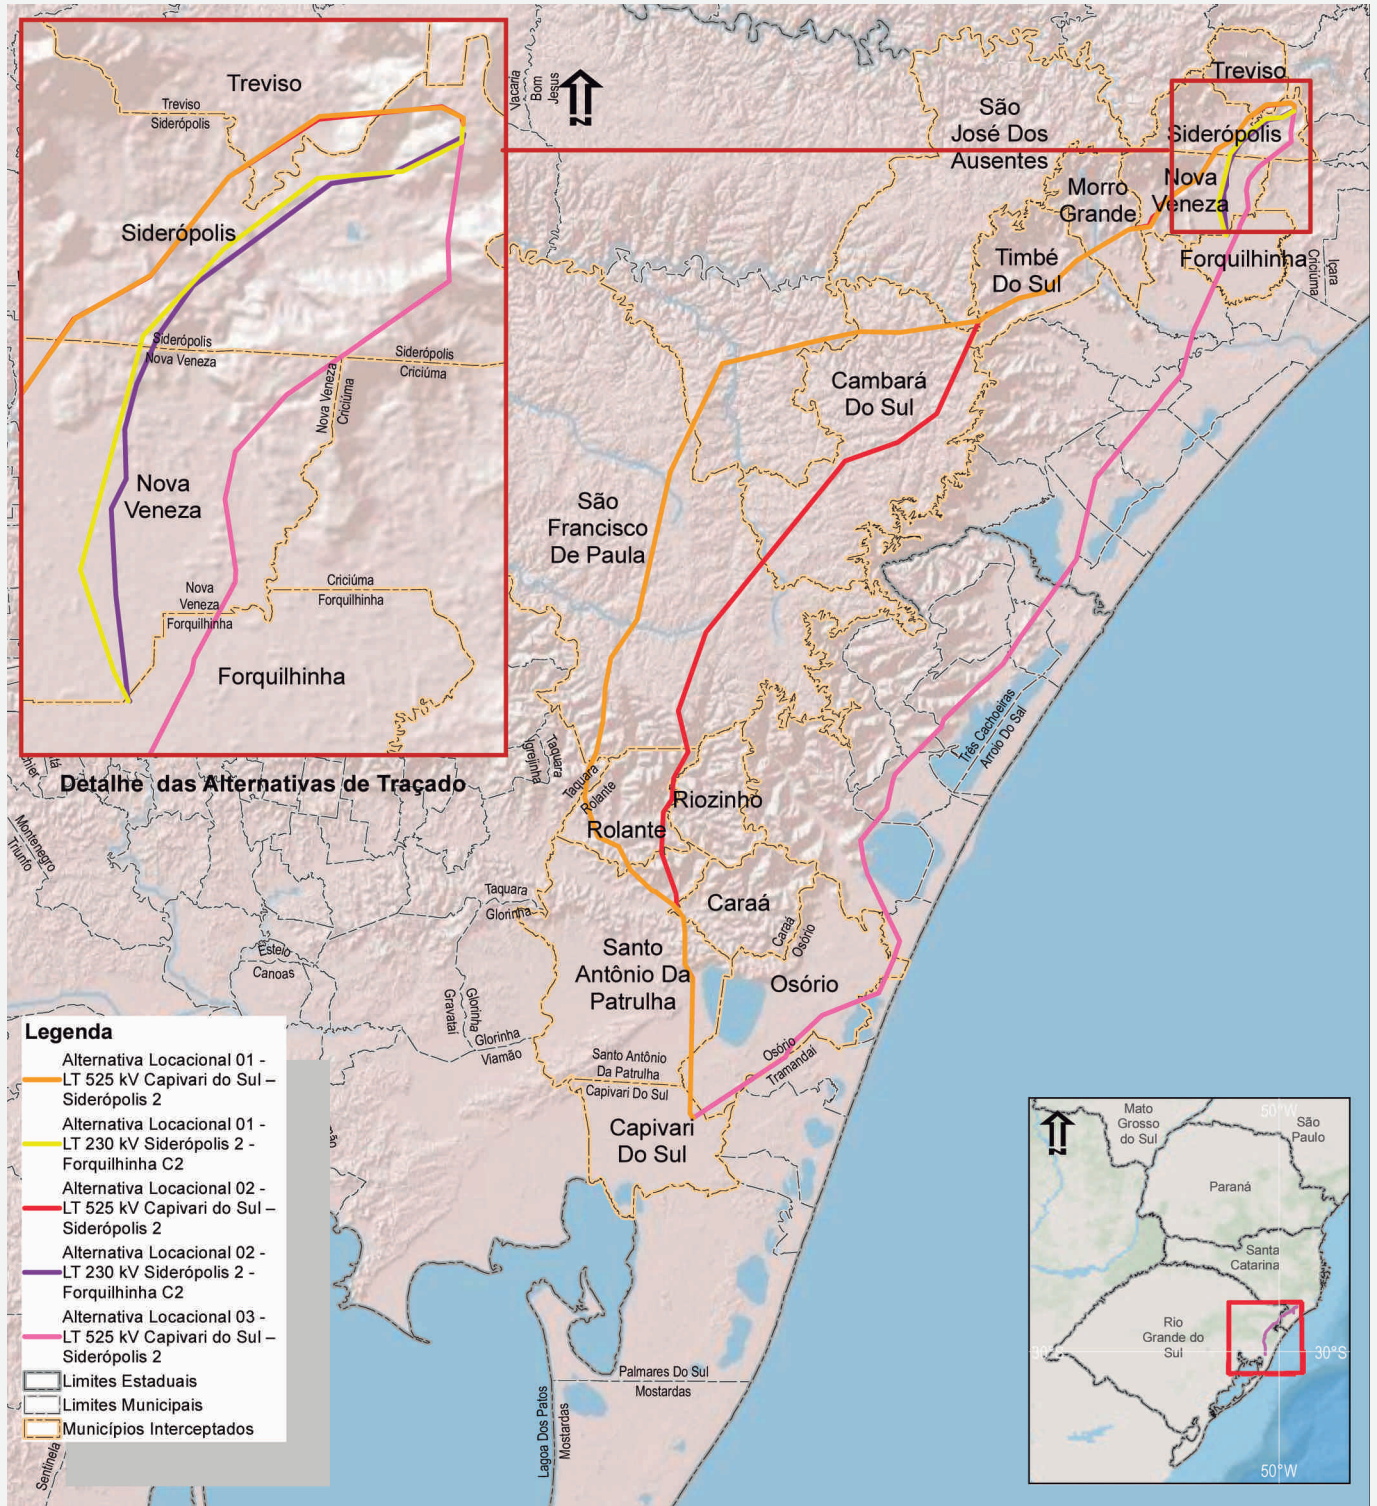 Treviso
Treviso
Siderópolis
Siderópolis
Siderópolis
Nova Veneza
Siderópolis
Criciúma
Nova Veneza
Criciúma
Nova
Veneza
Criciúma
Forquilhinha
Nova
Veneza
Forquilhinha
Forquilhinha
Detalhe das Alternativas de Traçado
Vacaria
Bom
Jesus
N
São
José Dos
Ausentes
Treviso
Siderópolis
Nova
Veneza
Morro
Grande
Forquilhinha
Criciúma
Içara
Timbé
Do Sul
Cambará
Do Sul
São
Francisco
De Paula
Três Cachoeiras
Arroio Do Sal
Igrejinha
Taquara
Taquara
Rolante
Riozinho
Rolante
Montenegro
Triunfo
Taquara
Glorinha
Caraá
Caraá
Osório
Esteio
Canoas
Santo
Antônio Da
Patrulha
Osório
Gravataí
Glorinha
Glorinha
Viamão
Santo Antônio
Da Patrulha
Capivari Do Sul
Osório
Tramandaí
Capivari
Do Sul
Palmares Do Sul
Mostardas
Lagoa Dos Patos
Mostardas
Sentinela
Legenda
Alternativa Locacional 01 -
LT 525 kV Capivari do Sul –
Siderópolis 2
Alternativa Locacional 01 -
LT 230 kV Siderópolis 2 -
Forquilhinha C2
Alternativa Locacional 02 -
LT 525 kV Capivari do Sul –
Siderópolis 2
Alternativa Locacional 02 -
LT 230 kV Siderópolis 2 -
Forquilhinha C2
Alternativa Locacional 03 -
LT 525 kV Capivari do Sul –
Siderópolis 2
Limites Estaduais
Limites Municipais
Municípios Interceptados
N
50°W
Mato
Grosso
do Sul
São
Paulo
Paraná
Santa
Catarina
Rio
Grande do
Sul
30°S
30°S
50°W